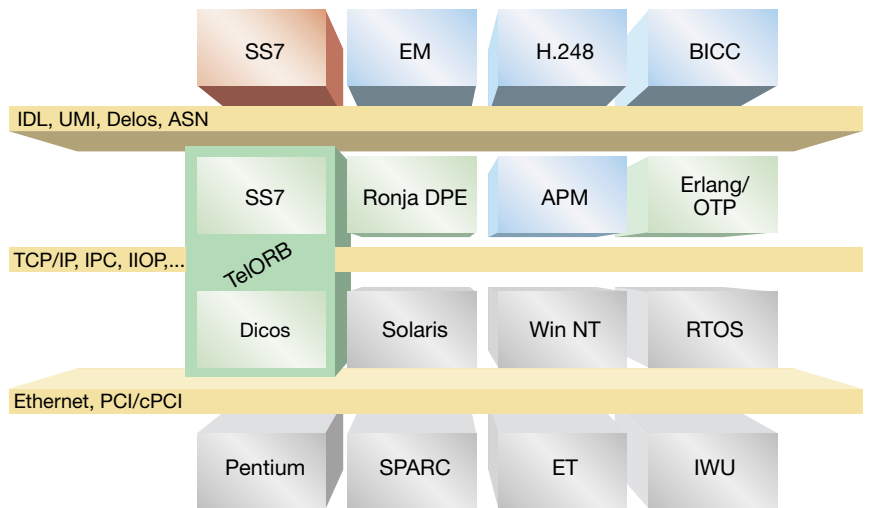 SS7
EM
H.248
BICC
IDL, UMI, Delos, ASN
SS7
Ronja DPE
APM
Erlang/
OTP
TCP/IP, IPC, IIOP,...
TelORB
Dicos
Solaris
Win NT
RTOS
Ethernet, PCI/cPCI
Pentium
SPARC
ET
IWU